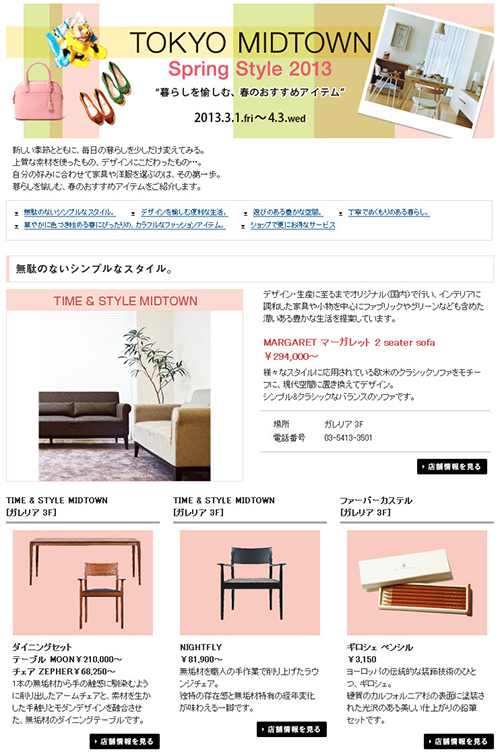 TOKYO MIDTOWN
Spring Style 2013
"暮らしを愉しむ、春のおすすめアイテム"
2013.3.1.fri～4.3.wed
新しい季節とともに、毎日の暮らしを少しだけ変えてみる。
上質な素材を使ったもの、デザインにこだわったもの…。
自分の好みに合わせて家具や洋服を選ぶのは、その第一歩。
暮らしを愉しむ、春のおすすめアイテムをご紹介します。
無駄のないシンプルなスタイル。 デザインを愉しむ便利な生活。 遊びのある豊かな空間。 丁寧でぬくもりのある暮らし。
華やかに色づき始める春にぴったりの、カラフルなファッションアイテム。 ショップで更にお得なサービス
無駄のないシンプルなスタイル。
TIME & STYLE MIDTOWN
デザイン・生産に至るまでオリジナル(国内)で行い、インテリアに
調和した家具や小物を中心にファブリックやグリーンなども含めた
潤いある豊かな生活を提案しています。
MARGARET マーガレット 2 seater sofa
￥294,000～
様々なスタイルに応用されている欧米のクラシックソファをモチー
フに、現代空間に置き換えてデザイン。
シンプル&クラシックなバランスのソファです。
場所 ガレリア 3F
電話番号 03-5413-3501
店舗情報を見る
TIME & STYLE MIDTOWN
[ガレリア 3F]
ダイニングセット
テーブル MOON￥210,000～
チェア ZEPHER￥68,250～
1本の無垢材から手の触感に馴染むよう
に削り出したアームチェアと、素材を生か
した手触りとモダンデザインを融合させ
た、無垢材のダイニングテーブルです。
店舗情報を見る
TIME & STYLE MIDTOWN
[ガレリア 3F]
NIGHTFLY
￥81,900～
無垢材を職人の手作業で削り上げたラウ
ンジチェア。
独特の存在感と無垢材特有の経年変化
が味わえる一脚です。
店舗情報を見る
ファーバーカステル
[ガレリア 3F]
ギロシェ ペンシル
￥3,150
ヨーロッパの伝統的な装飾技術のひと
つ、ギロシェ。
硬質のカルフォルニア杉の表面に塗装さ
れた光沢のある美しい仕上がりの鉛筆
セットです。
店舗情報を見る